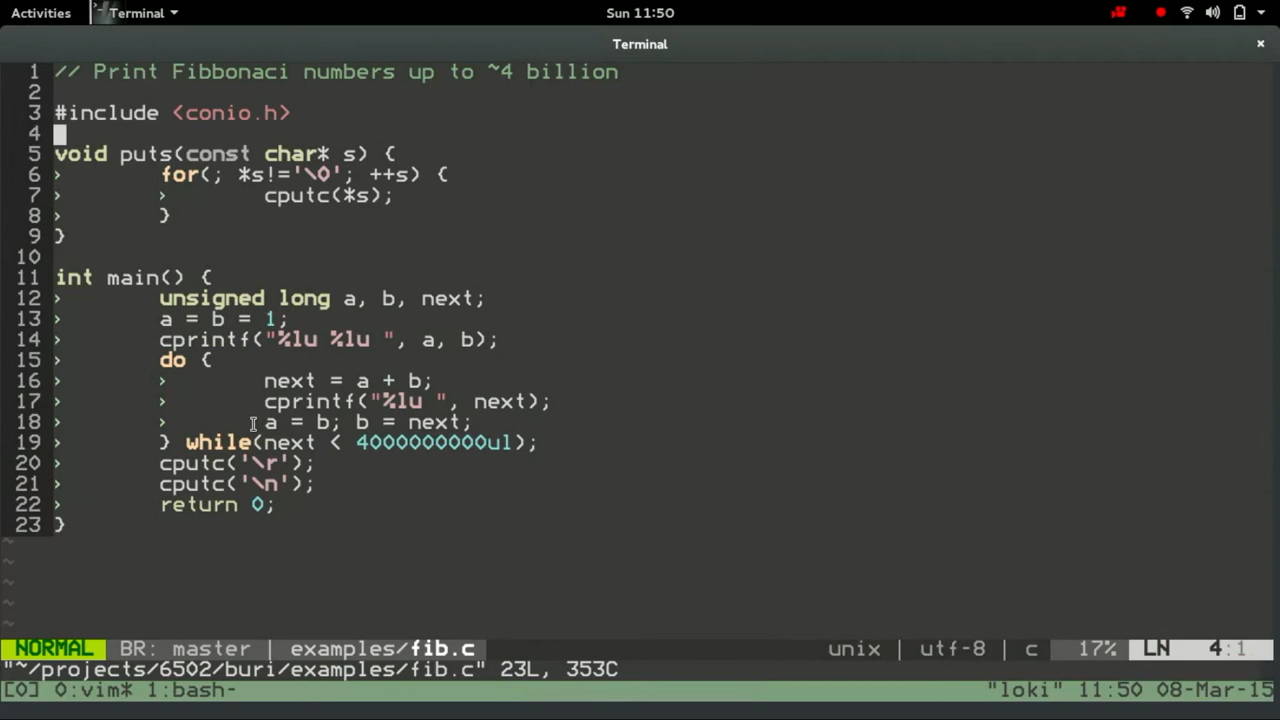 Activities Terminal Sun 11:50
Terminal ×
1 // Print Fibbonaci numbers up to ~4 billion
2
3 #include <conio.h>
4
5 void puts(const char* s) {
6 › for(; *s!='\0'; ++s) {
7 › › cputc(*s);
8 › }
9 }
10
11 int main() {
12 › unsigned long a, b, next;
13 › a = b = 1;
14 › cprintf("%lu %lu ", a, b);
15 › do {
16 › › next = a + b;
17 › › cprintf("%lu ", next);
18 › › a = b; b = next;
19 › } while(next < 4000000000ul);
20 › cputc('\r');
21 › cputc('\n');
22 › return 0;
23 }
~
~
~
~
~
NORMAL BR: master | examples/fib.c unix | utf-8 | c 17% LN 4:1
"~/projects/6502/buri/examples/fib.c" 23L, 353C
[0] 0:vim* 1:bash- "loki" 11:50 08-Mar-15